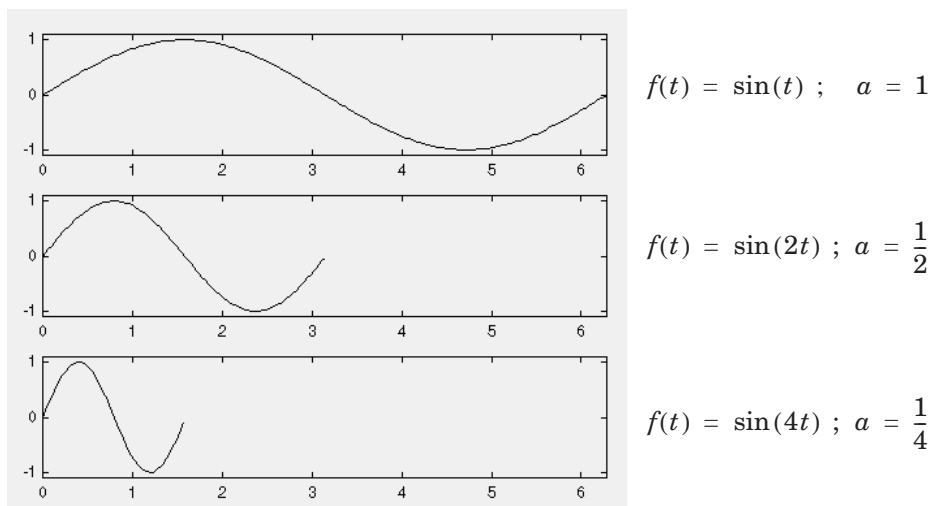 1
0
-1
0 1 2 3 4 5 6
f(t) = sin(t) ; a = 1
1
0
-1
0 1 2 3 4 5 6
f(t) = sin(2t) ; a = 1/2
1
0
-1
0 1 2 3 4 5 6
f(t) = sin(4t) ; a = 1/4